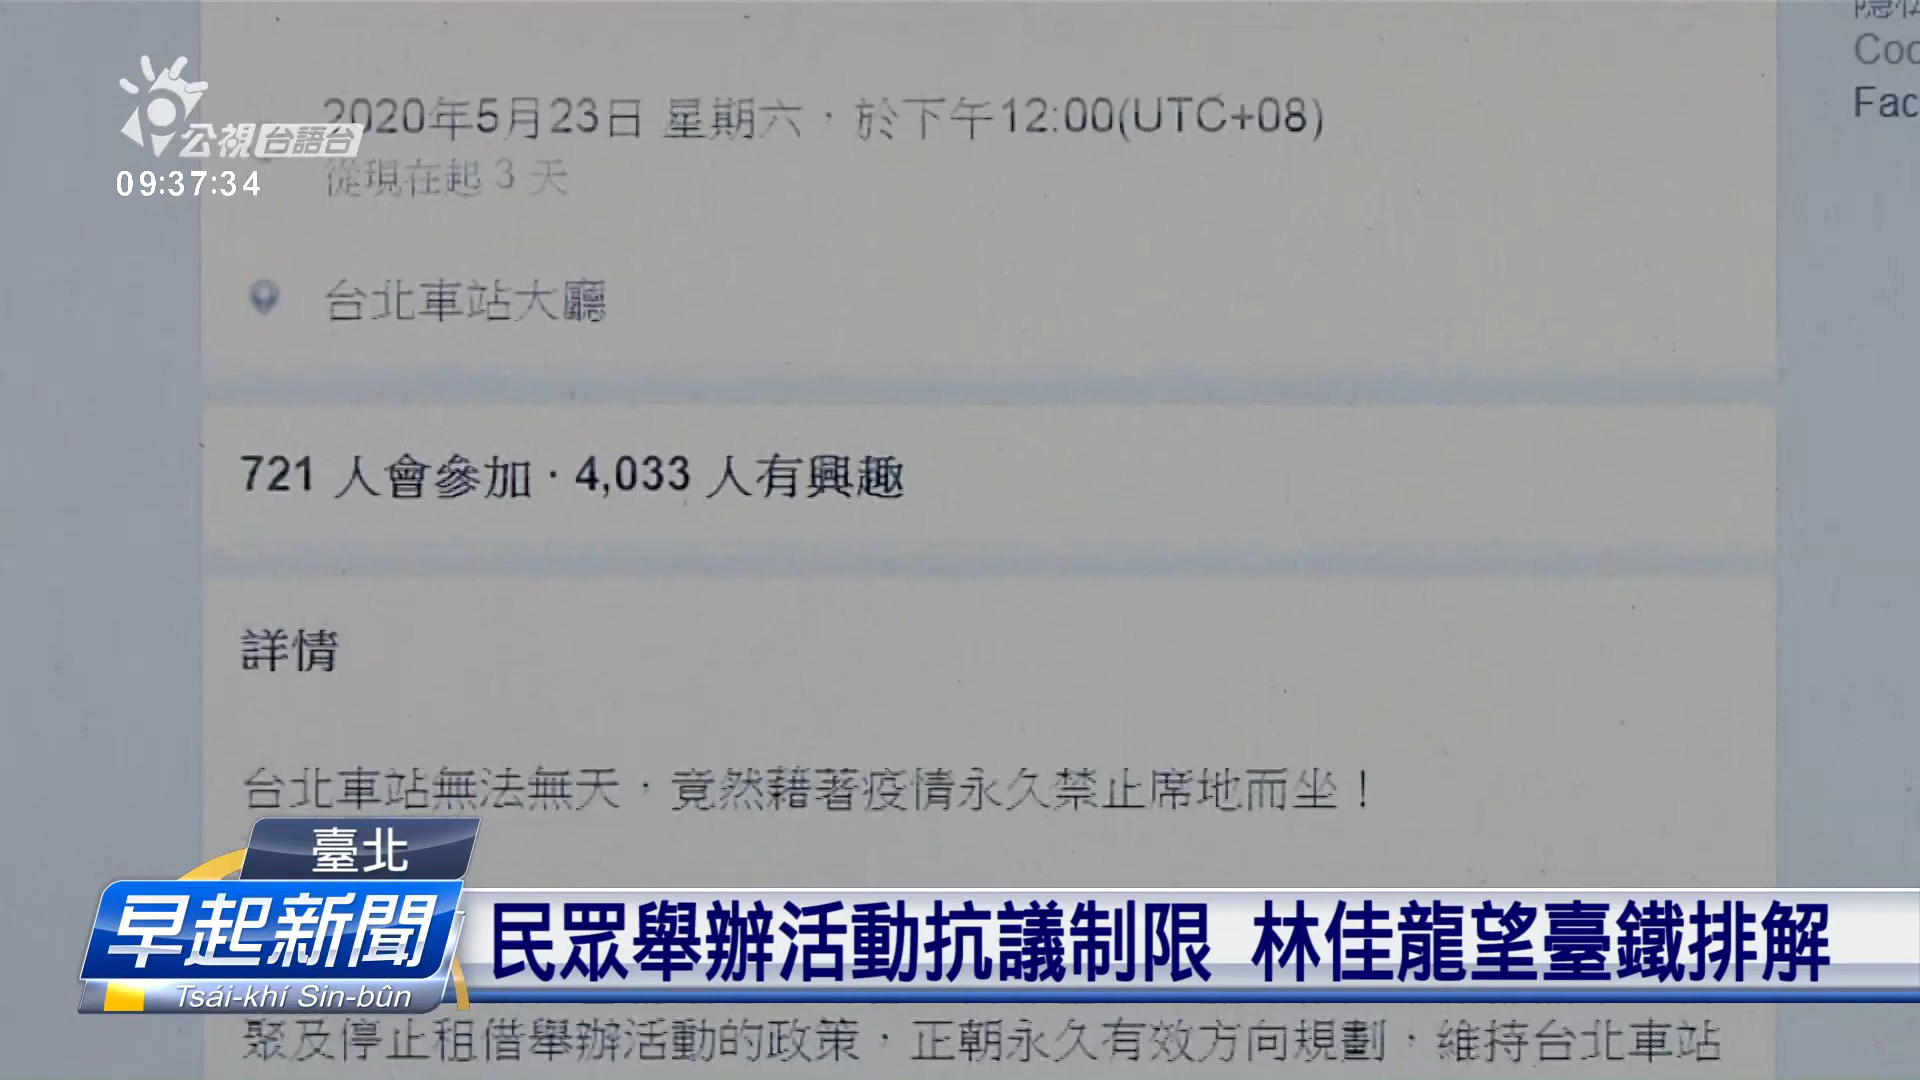 隱私
Coo
Fac
2020年5月23日 星期六，於下午12:00(UTC+08)
公視台語台
從現在起 3 天
09:37:34
台北車站大廳
721 人會參加 · 4,033 人有興趣
詳情
台北車站無法無天，竟然藉著疫情永久禁止席地而坐！
臺北
早起新聞
民眾舉辦活動抗議制限 林佳龍望臺鐵排解
Tsái-khí Sin-bûn
聚及停止租借舉辦活動的政策，正朝永久有效方向規劃，維持台北車站